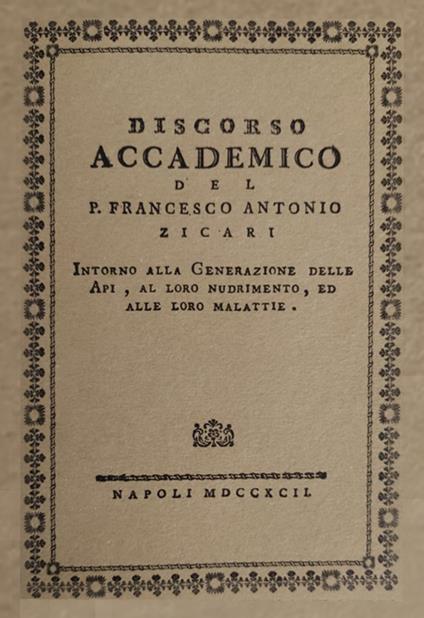 DISCORSO
ACCADEMICO
DEL
P. FRANCESCO ANTONIO
ZICARI
INTORNO ALLA GENERAZIONE DELLE
API , AL LORO NUDRIMENTO , ED
ALLE LORO MALATTIE .
NAPOLI MDCCXCII.